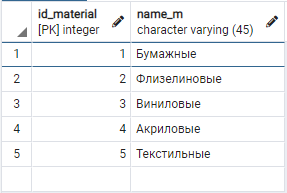 id_material name_m
[PK] integer character varying (45)
1 1 Бумажные
2 2 Флизелиновые
3 3 Виниловые
4 4 Акриловые
5 5 Текстильные